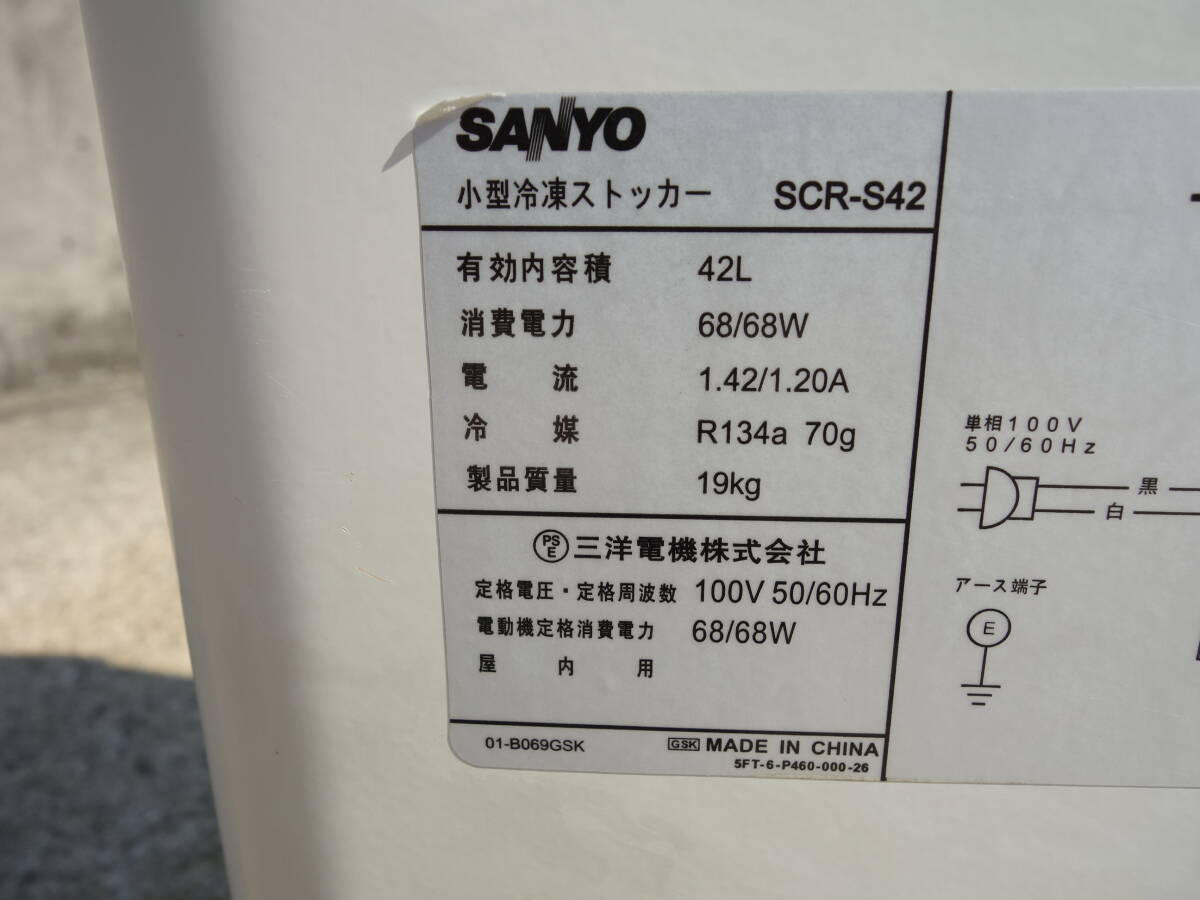 SANYO
小型冷凍ストッカー SCR-S42
有効内容積 42L
消費電力 68/68W
電流 1.42/1.20A
冷媒 R134a 70g
製品質量 19kg
PSE 三洋電機株式会社
定格電圧・定格周波数 100V 50/60Hz
電動機定格消費電力 68/68W
屋内用
01-B069GSK GSK MADE IN CHINA
5FT-6-P460-000-26
単相100V
50/60Hz
黒
白
アース端子
E